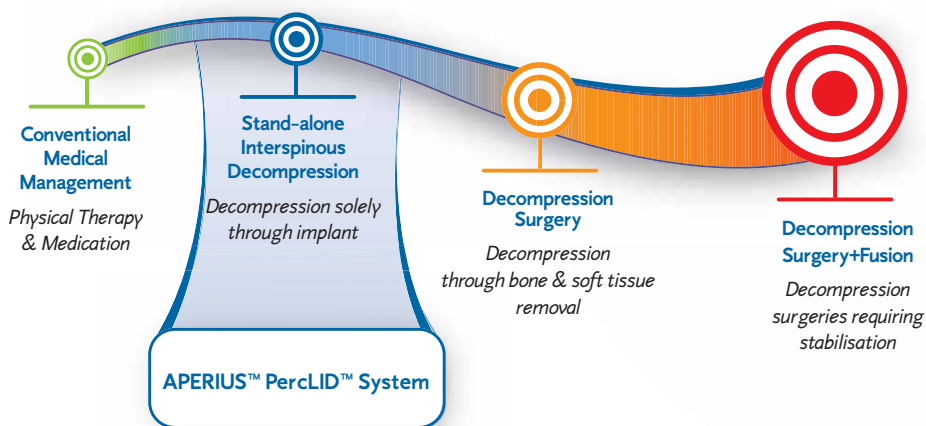 Conventional
Medical
Management
Physical Therapy
& Medication
Stand-alone
Interspinous
Decompression
Decompression solely
through implant
Decompression
Surgery
Decompression
through bone & soft tissue
removal
Decompression
Surgery+Fusion
Decompression
surgeries requiring
stabilisation
APERIUS™ PercLID™ System